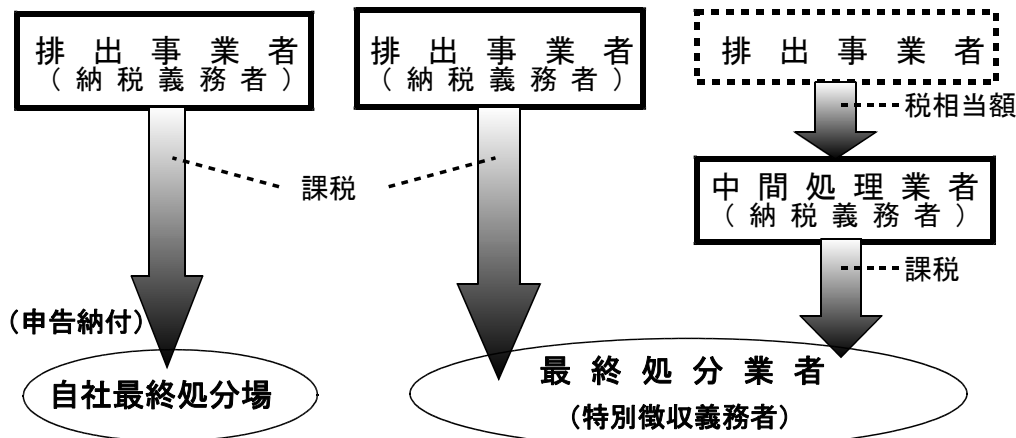 排出事業者
（納税義務者）
排出事業者
（納税義務者）
排出事業者
税相当額
課税
中間処理業者
（納税義務者）
課税
（申告納付）
自社最終処分場
最終処分業者
（特別徴収義務者）